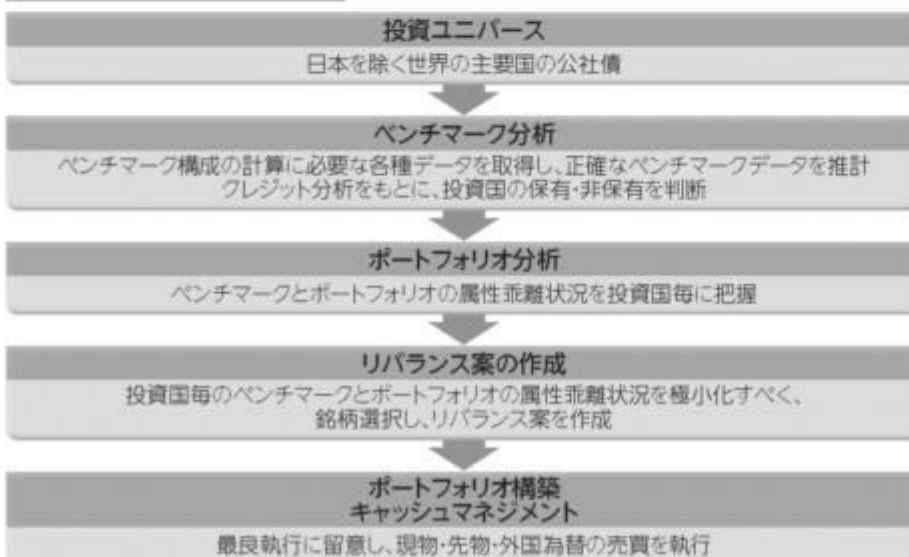 投資ユニバース
日本を除く世界の主要国の公社債
ベンチマーク分析
ベンチマーク構成の計算に必要な各種データを取得し、正確なベンチマークデータを推計
クレジット分析をもとに、投資国の保有・非保有を判断
ポートフォリオ分析
ベンチマークとポートフォリオの属性乖離状況を投資国毎に把握
リバランス案の作成
投資国毎のベンチマークとポートフォリオの属性乖離状況を極小化すべく、
銘柄選択し、リバランス案を作成
ポートフォリオ構築
キャッシュマネジメント
最良執行に留意し、現物・先物・外国為替の売買を執行